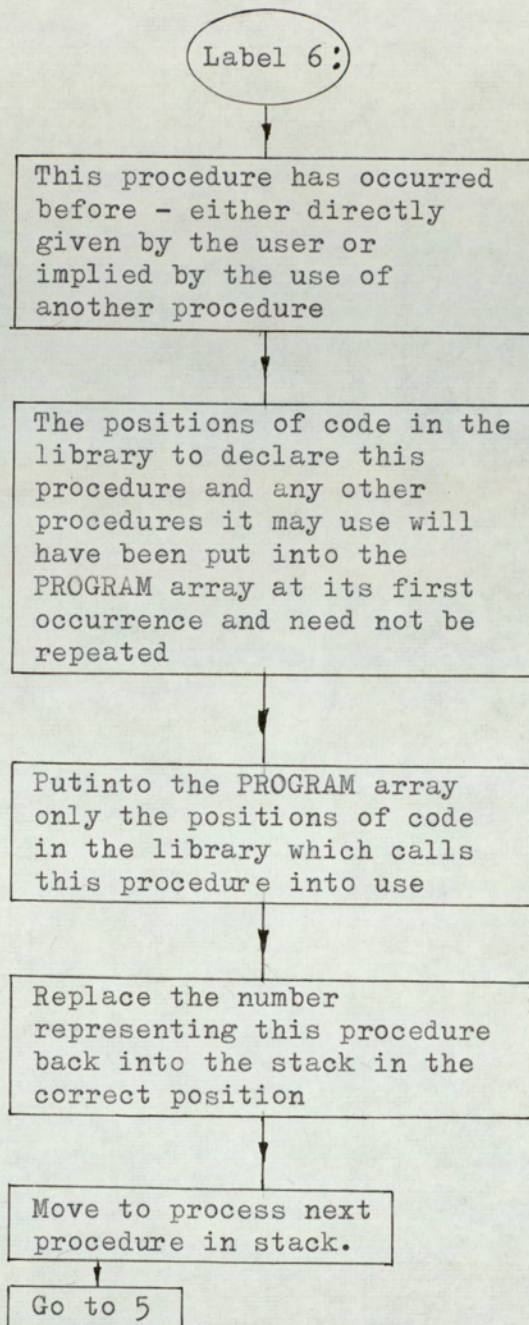 Label 6:
This procedure has occurred
before - either directly
given by the user or
implied by the use of
another procedure
The positions of code in the
library to declare this
procedure and any other
procedures it may use will
have been put into the
PROGRAM array at its first
occurrence and need not be
repeated
Putinto the PROGRAM array
only the positions of code
in the library which calls
this procedure into use
Replace the number
representing this procedure
back into the stack in the
correct position
Move to process next
procedure in stack.
Go to 5